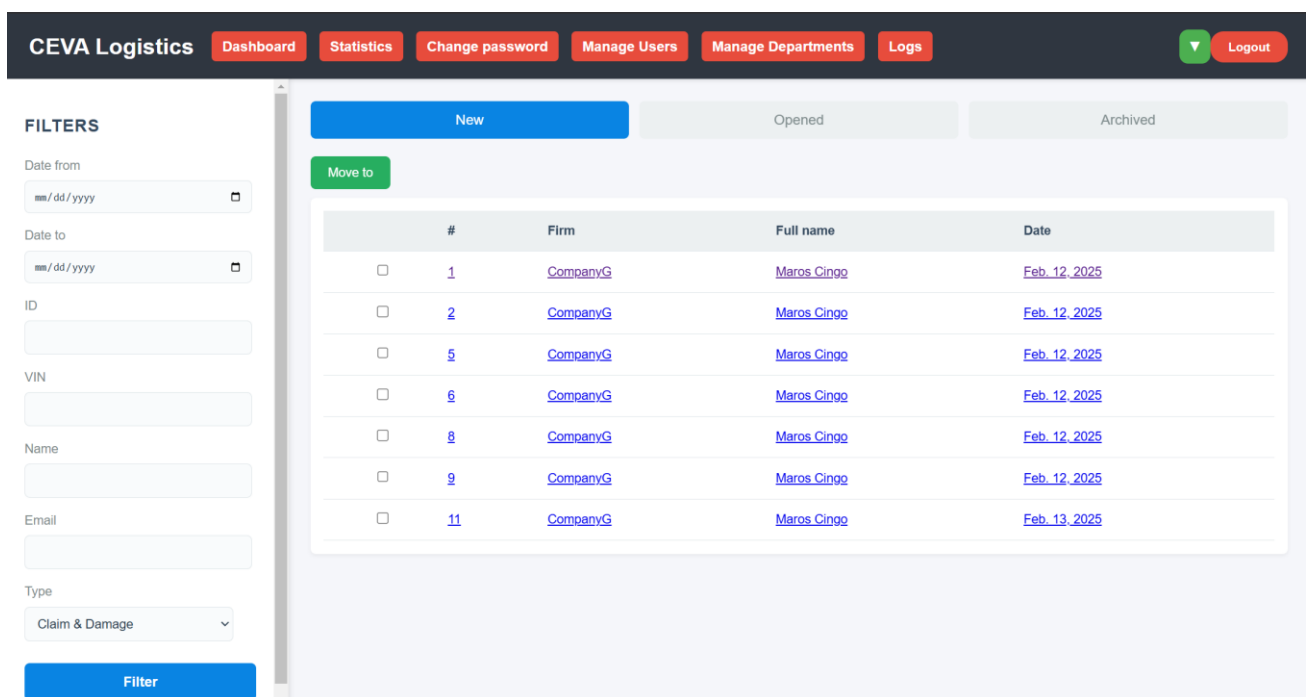 CEVA Logistics Dashboard Statistics Change password Manage Users Manage Departments Logs ▼ Logout
FILTERS
Date from
mm/dd/yyyy
Date to
mm/dd/yyyy
ID
VIN
Name
Email
Type
Claim & Damage
Filter
New Opened Archived
Move to
# Firm Full name Date
1 CompanyG Maros Cingo Feb. 12, 2025
2 CompanyG Maros Cingo Feb. 12, 2025
5 CompanyG Maros Cingo Feb. 12, 2025
6 CompanyG Maros Cingo Feb. 12, 2025
8 CompanyG Maros Cingo Feb. 12, 2025
9 CompanyG Maros Cingo Feb. 12, 2025
11 CompanyG Maros Cingo Feb. 13, 2025